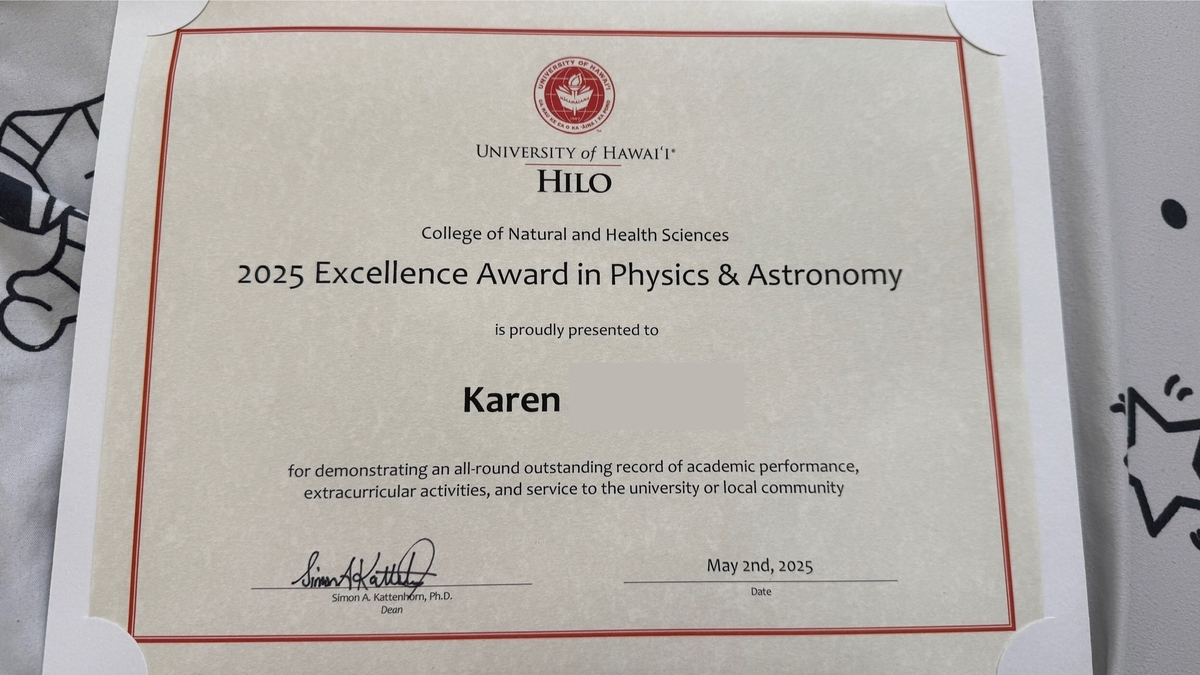 UNIVERSITY OF HAWAI'I
UNIVERSITY of HAWAIʻI®
HILO
College of Natural and Health Sciences
2025 Excellence Award in Physics & Astronomy
is proudly presented to
Karen
for demonstrating an all-round outstanding record of academic performance,
extracurricular activities, and service to the university or local community
Simon A. Kattenhorn, Ph.D.
Dean
May 2nd, 2025
Date